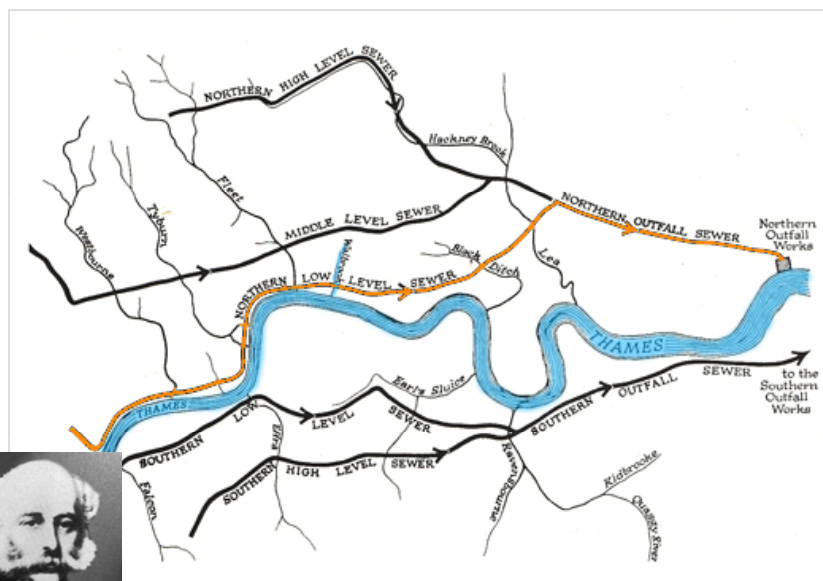 NORTHERN HIGH LEVEL SEWER
Hackney Brook
Fleet
Tyburn
Westbourne
MIDDLE LEVEL SEWER
NORTHERN OUTFALL SEWER
Northern
Outfall
Works
Walbrook
Black Ditch
Lea
NORTHERN LOW LEVEL SEWER
THAMES
THAMES
Earl's Sluice
SOUTHERN LOW LEVEL SEWER
SOUTHERN OUTFALL SEWER
to the
Southern
Outfall
Works
Effra
SOUTHERN HIGH LEVEL SEWER
Falcon
Ravensbourne
Kidbrooke
Quaggy River